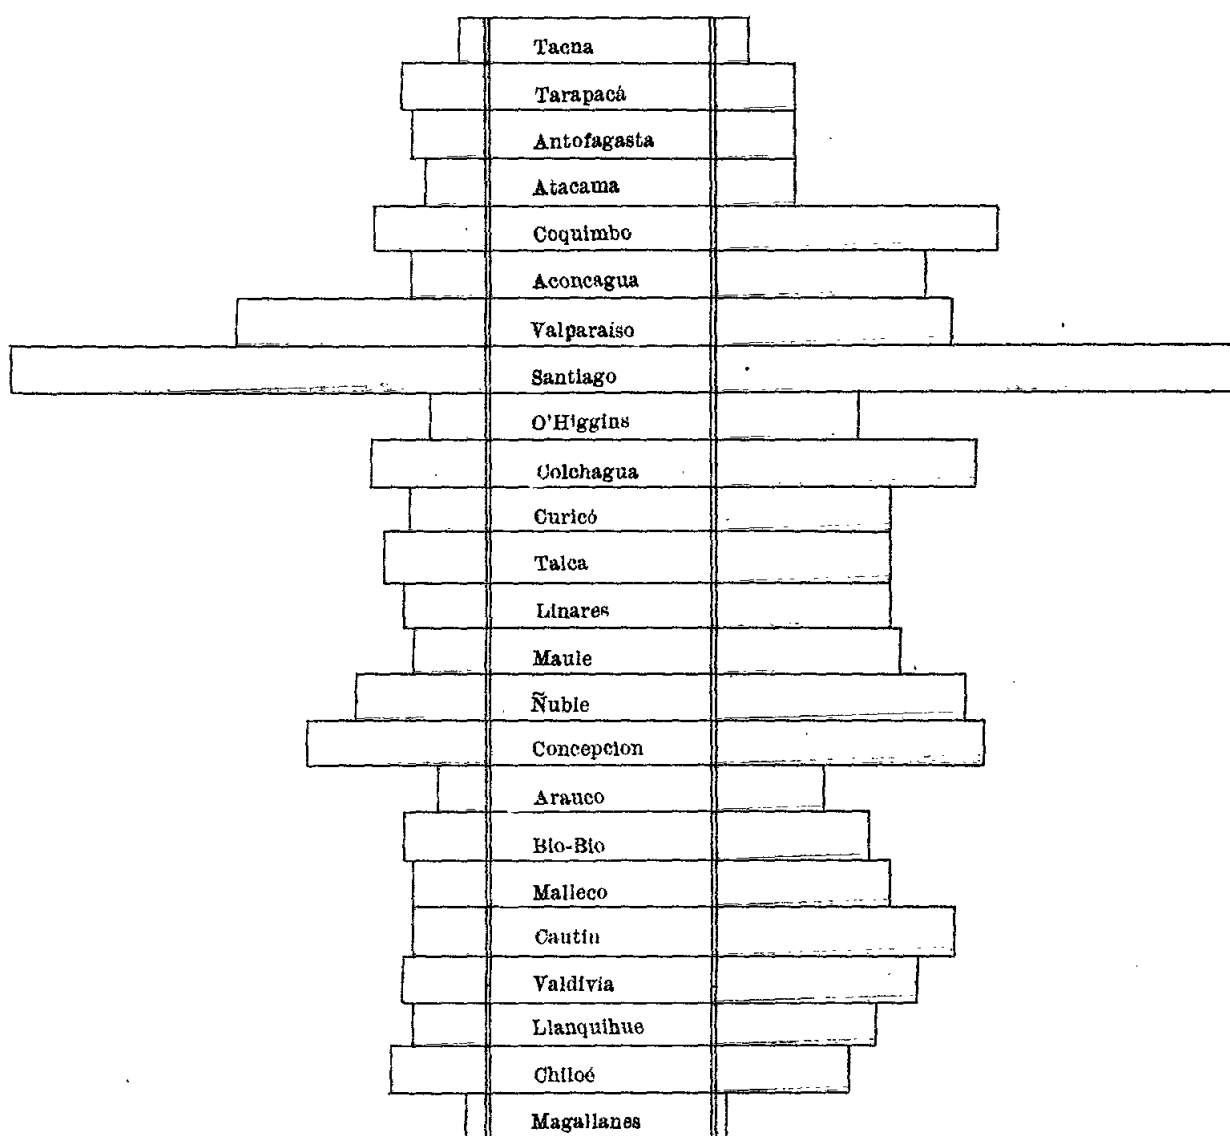 Tacna
Tarapacá
Antofagasta
Atacama
Coquimbo
Aconcagua
Valparaiso
Santiago
O'Higgins
Colchagua
Curicó
Talca
Linares
Maule
Ñuble
Concepcion
Arauco
Bio-Bio
Malleco
Cautin
Valdivia
Llanquihue
Chiloé
Magallanes